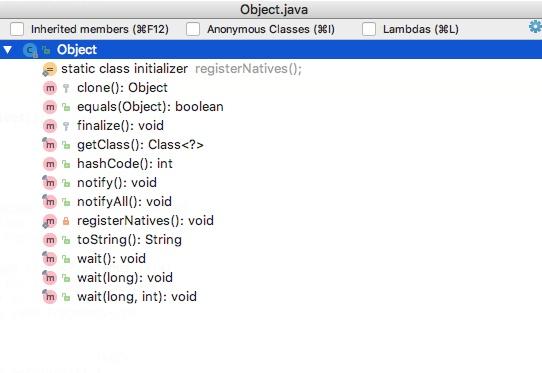 Object.java
Inherited members (⌘F12) Anonymous Classes (⌘I) Lambdas (⌘L)
C Object
static class initializer registerNatives();
m clone(): Object
m equals(Object): boolean
m finalize(): void
m getClass(): Class<?>
m hashCode(): int
m notify(): void
m notifyAll(): void
m registerNatives(): void
m toString(): String
m wait(): void
m wait(long): void
m wait(long, int): void